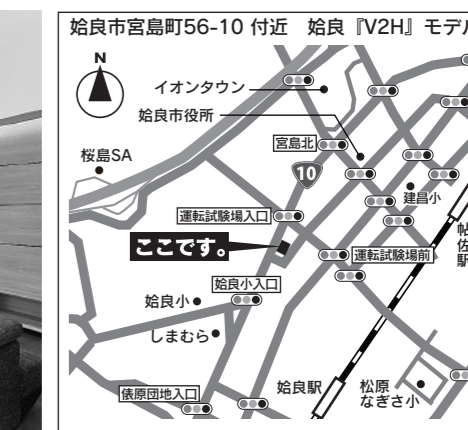 姶良市宮島町56-10 付近　姶良『V2H』モデル
N
イオンタウン
姶良市役所
宮島北
桜島SA
10
建昌小
帖佐駅
運転試験場入口
ここです。
運転試験場前
姶良小入口
姶良小
しまむら
俵原団地入口
姶良駅
松原
なぎさ小